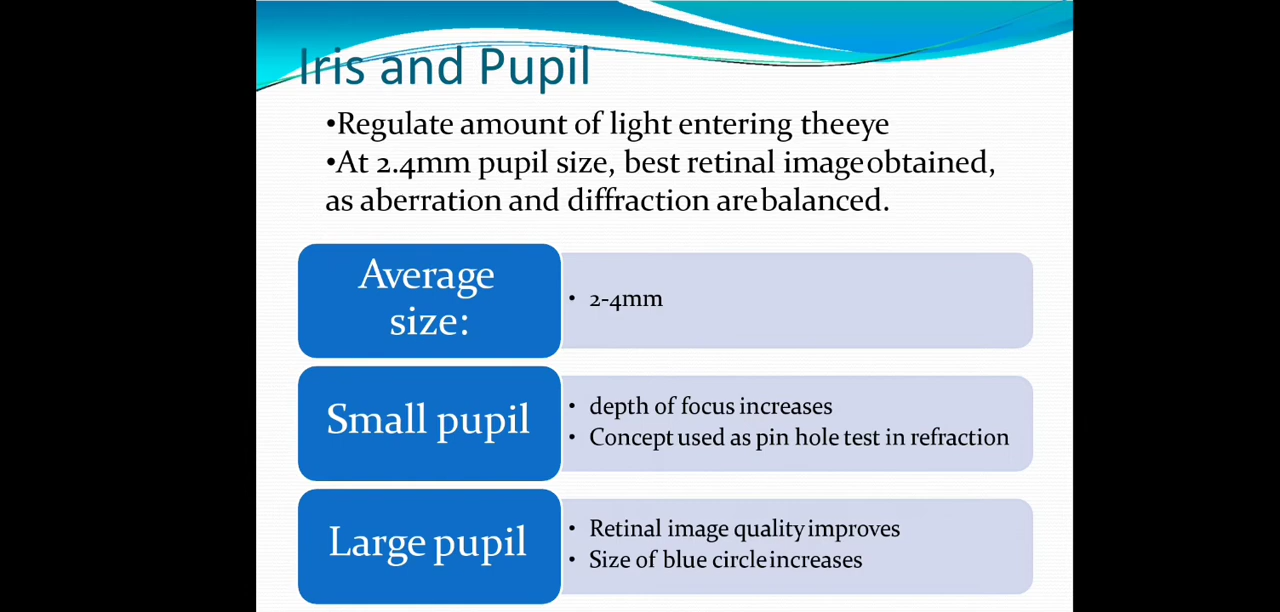 Iris and Pupil
•Regulate amount of light entering theeye
•At 2.4mm pupil size, best retinal imageobtained,
as aberration and diffraction arebalanced.
Average
size:
• 2-4mm
Small pupil
• depth of focus increases
• Concept used as pin hole test in refraction
Large pupil
• Retinal image quality improves
• Size of blue circle increases